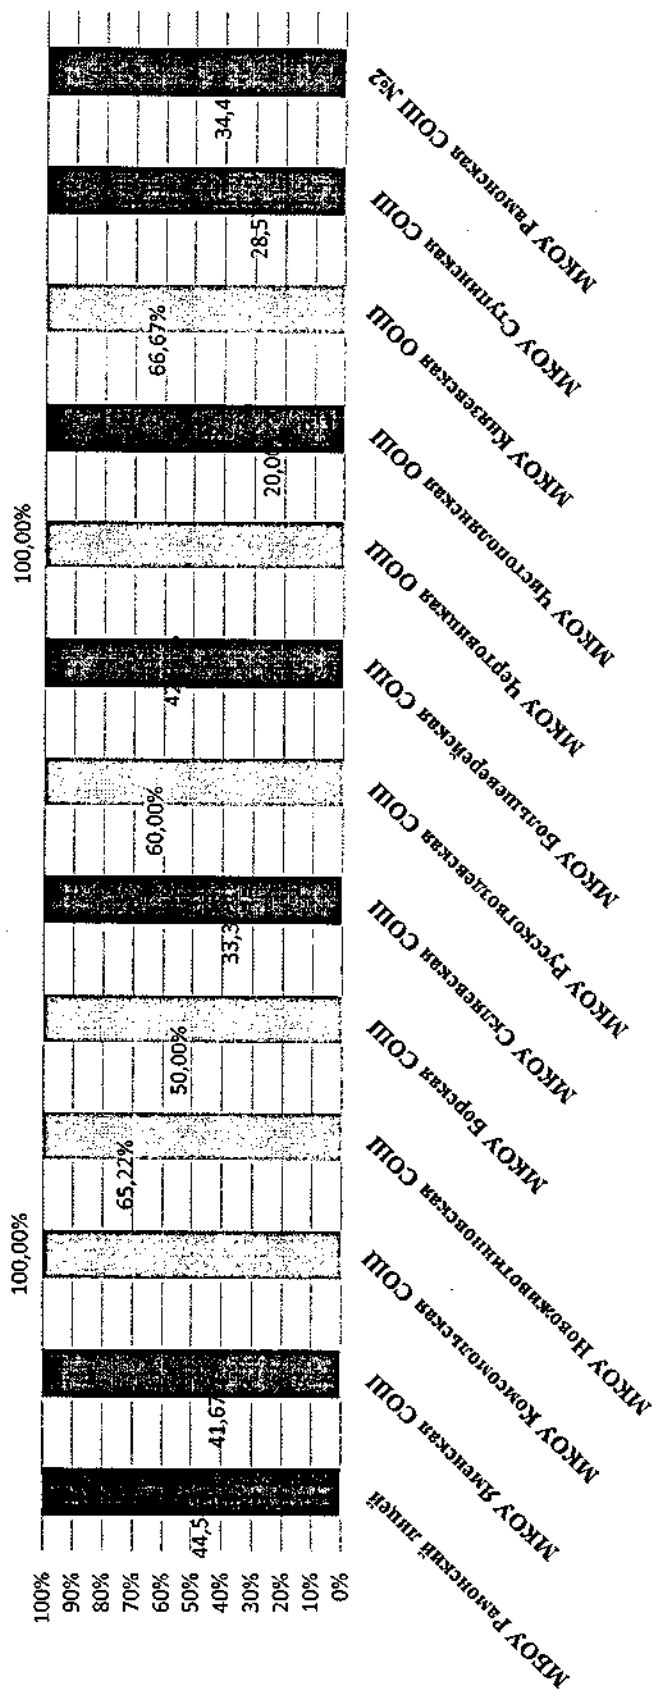 100%
90%
80%
70%
60%
50%
40%
30%
20%
10%
0%
44,5
41,67
100,00%
65,22%
50,00%
33,3
60,00%
42
100,00%
20,00
66,67%
28,5
34,4
МБОУ Рамонский лицей
МКОУ Яменская СОШ
МКОУ Комсомольская СОШ
МКОУ Новоживотинновская СОШ
МКОУ Борская СОШ
МКОУ Скляевская СОШ
МКОУ Русскогвоздевская СОШ
МКОУ Большеверейская СОШ
МКОУ Чертовицкая ООШ
МКОУ Чистополянская ООШ
МКОУ Князевская ООШ
МКОУ Ступинская СОШ
МКОУ Рамонская СОШ №2